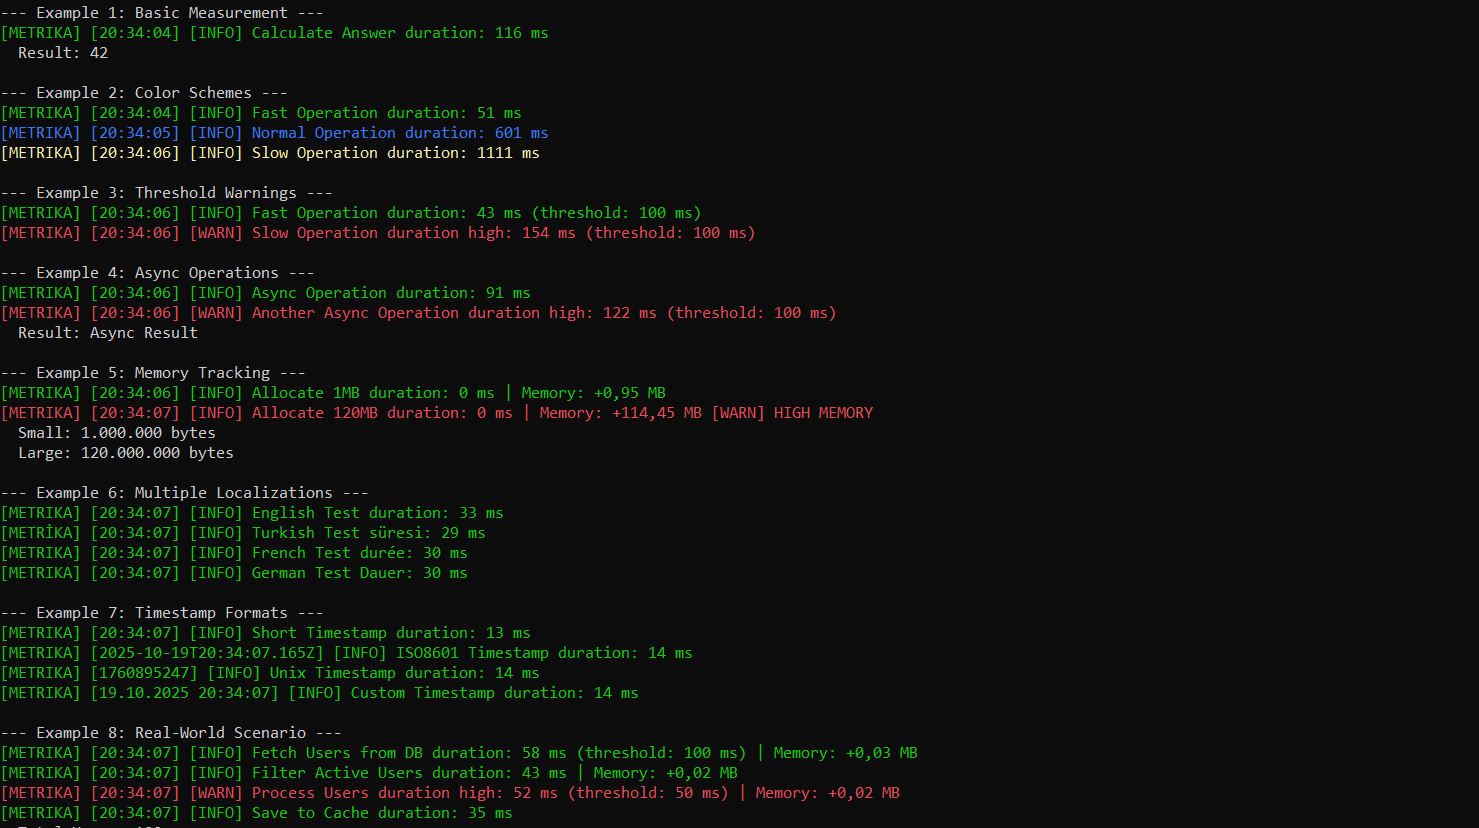 --- Example 1: Basic Measurement ---
[METRIKA] [20:34:04] [INFO] Calculate Answer duration: 116 ms
  Result: 42

--- Example 2: Color Schemes ---
[METRIKA] [20:34:04] [INFO] Fast Operation duration: 51 ms
[METRIKA] [20:34:05] [INFO] Normal Operation duration: 601 ms
[METRIKA] [20:34:06] [INFO] Slow Operation duration: 1111 ms

--- Example 3: Threshold Warnings ---
[METRIKA] [20:34:06] [INFO] Fast Operation duration: 43 ms (threshold: 100 ms)
[METRIKA] [20:34:06] [WARN] Slow Operation duration high: 154 ms (threshold: 100 ms)

--- Example 4: Async Operations ---
[METRIKA] [20:34:06] [INFO] Async Operation duration: 91 ms
[METRIKA] [20:34:06] [WARN] Another Async Operation duration high: 122 ms (threshold: 100 ms)
  Result: Async Result

--- Example 5: Memory Tracking ---
[METRIKA] [20:34:06] [INFO] Allocate 1MB duration: 0 ms | Memory: +0,95 MB
[METRIKA] [20:34:07] [INFO] Allocate 120MB duration: 0 ms | Memory: +114,45 MB [WARN] HIGH MEMORY
  Small: 1.000.000 bytes
  Large: 120.000.000 bytes

--- Example 6: Multiple Localizations ---
[METRIKA] [20:34:07] [INFO] English Test duration: 33 ms
[METRİKA] [20:34:07] [INFO] Turkish Test süresi: 29 ms
[METRIKA] [20:34:07] [INFO] French Test durée: 30 ms
[METRIKA] [20:34:07] [INFO] German Test Dauer: 30 ms

--- Example 7: Timestamp Formats ---
[METRIKA] [20:34:07] [INFO] Short Timestamp duration: 13 ms
[METRIKA] [2025-10-19T20:34:07.165Z] [INFO] ISO8601 Timestamp duration: 14 ms
[METRIKA] [1760895247] [INFO] Unix Timestamp duration: 14 ms
[METRIKA] [19.10.2025 20:34:07] [INFO] Custom Timestamp duration: 14 ms

--- Example 8: Real-World Scenario ---
[METRIKA] [20:34:07] [INFO] Fetch Users from DB duration: 58 ms (threshold: 100 ms) | Memory: +0,03 MB
[METRIKA] [20:34:07] [INFO] Filter Active Users duration: 43 ms | Memory: +0,02 MB
[METRIKA] [20:34:07] [WARN] Process Users duration high: 52 ms (threshold: 50 ms) | Memory: +0,02 MB
[METRIKA] [20:34:07] [INFO] Save to Cache duration: 35 ms